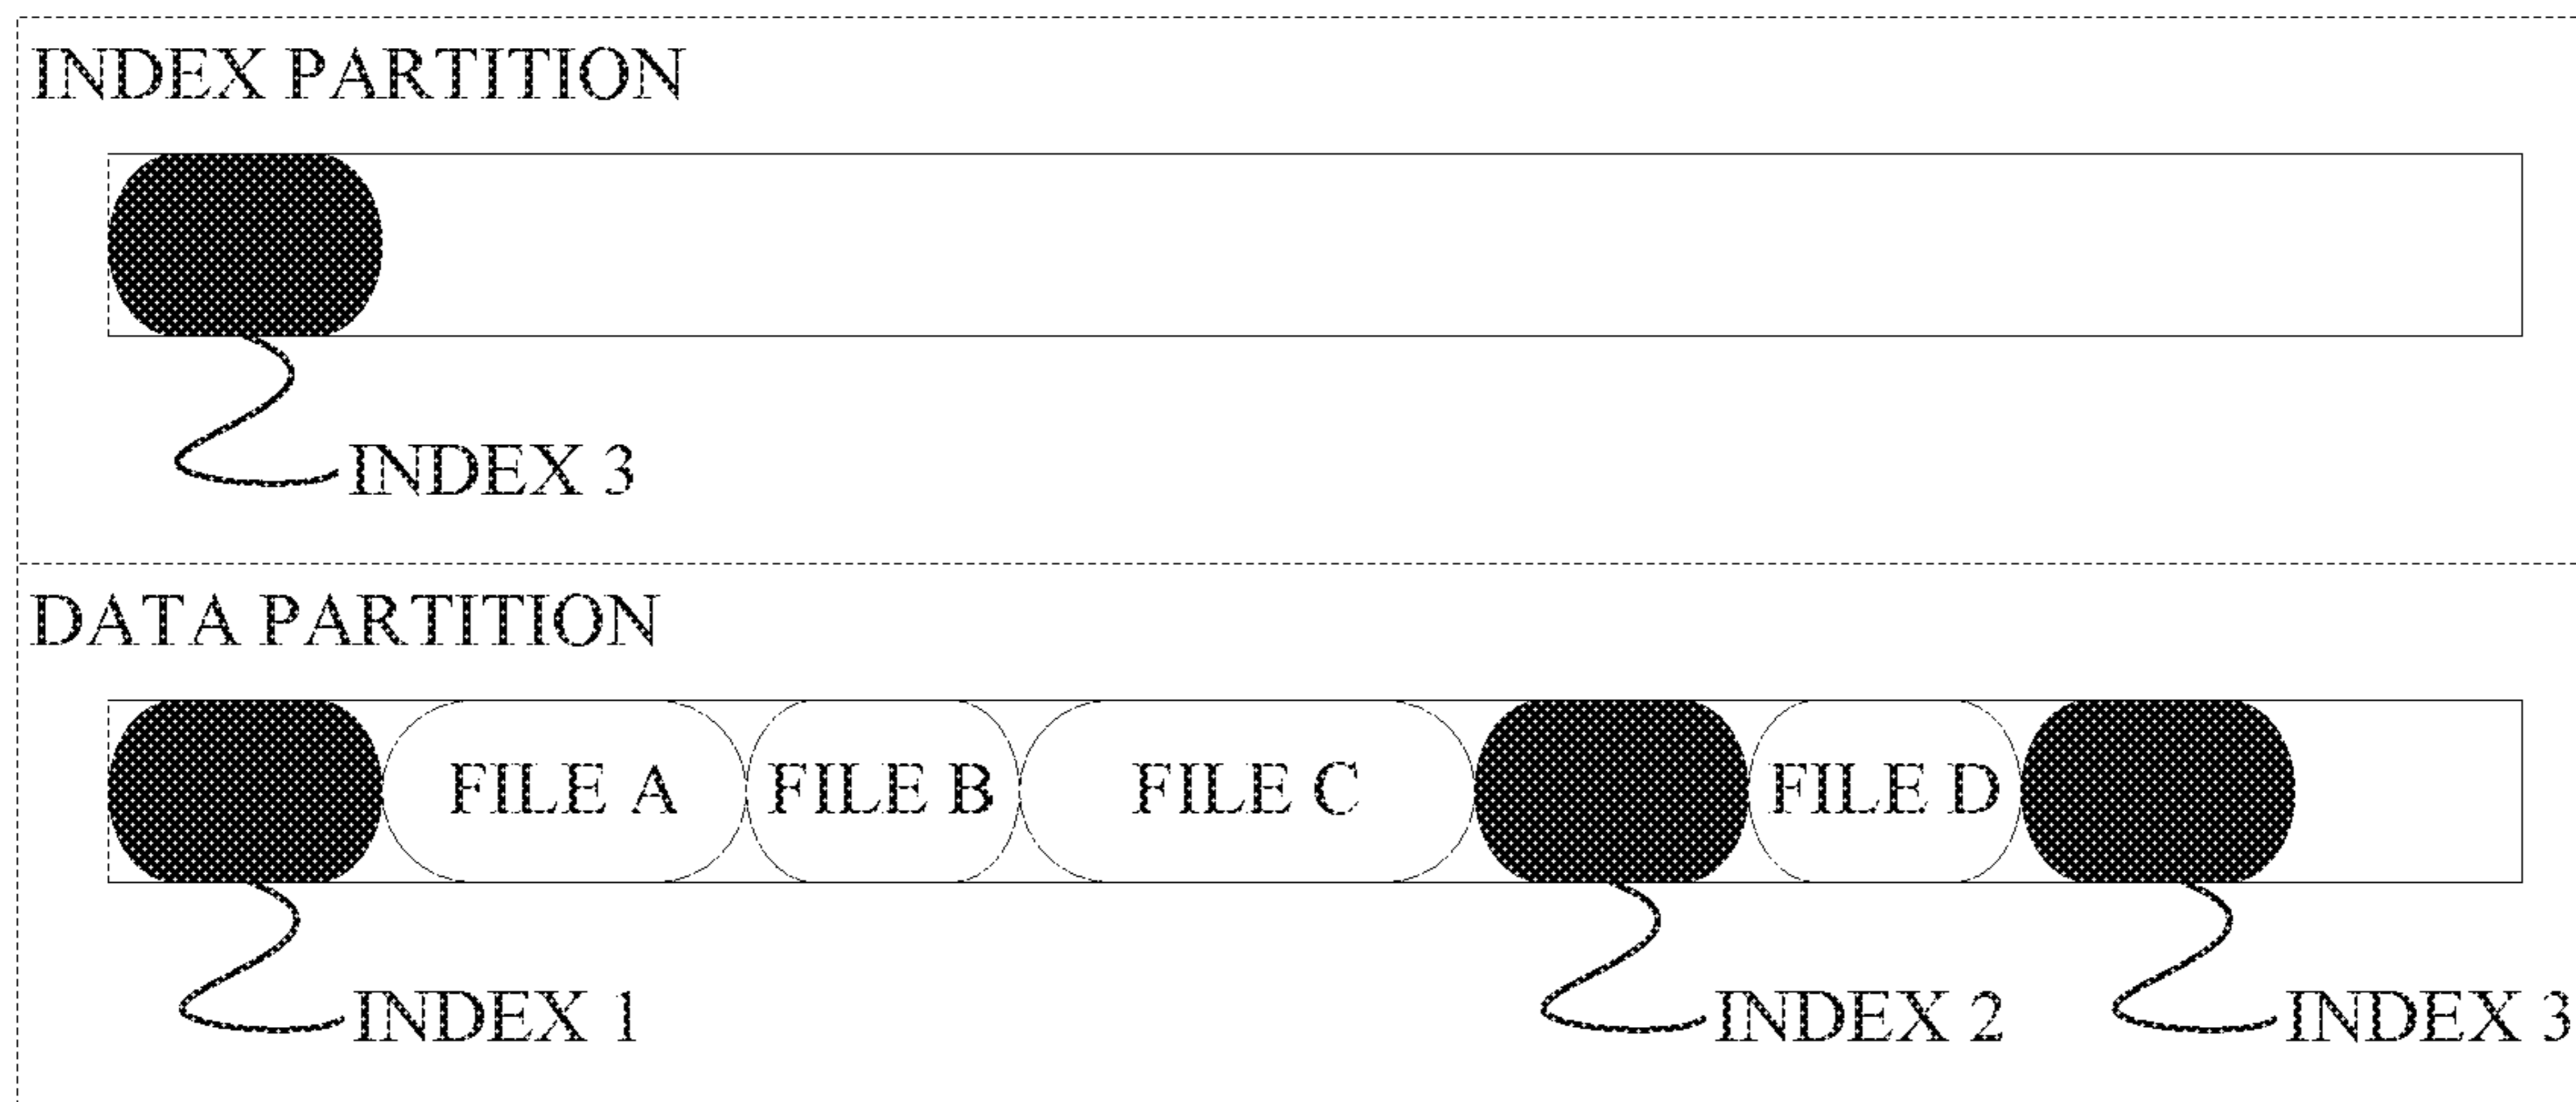 INDEX PARTITION
INDEX 3
DATA PARTITION
FILE A FILE B FILE C FILE D
INDEX 1 INDEX 2 INDEX 3